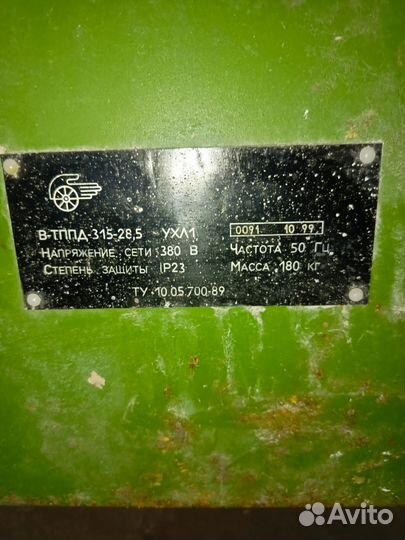 В-ТППД-315-28,5 УХЛ1 0091 10 99
Напряжение сети 380 В Частота 50 Гц
Степень защиты IP23 Масса 180 кг
ТУ 10.05.700-89
Avito